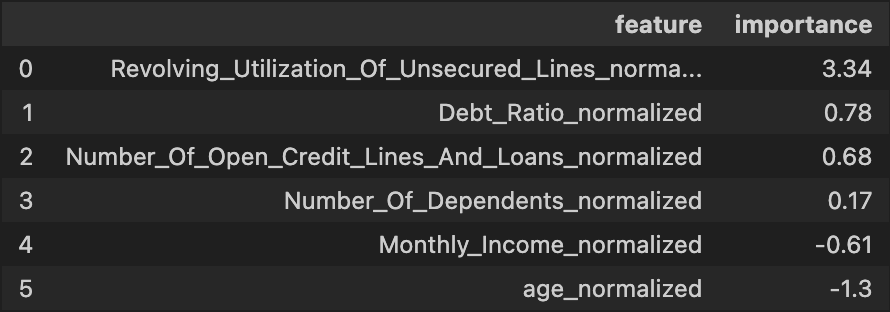 feature importance
0 Revolving_Utilization_Of_Unsecured_Lines_norma... 3.34
1 Debt_Ratio_normalized 0.78
2 Number_Of_Open_Credit_Lines_And_Loans_normalized 0.68
3 Number_Of_Dependents_normalized 0.17
4 Monthly_Income_normalized -0.61
5 age_normalized -1.3